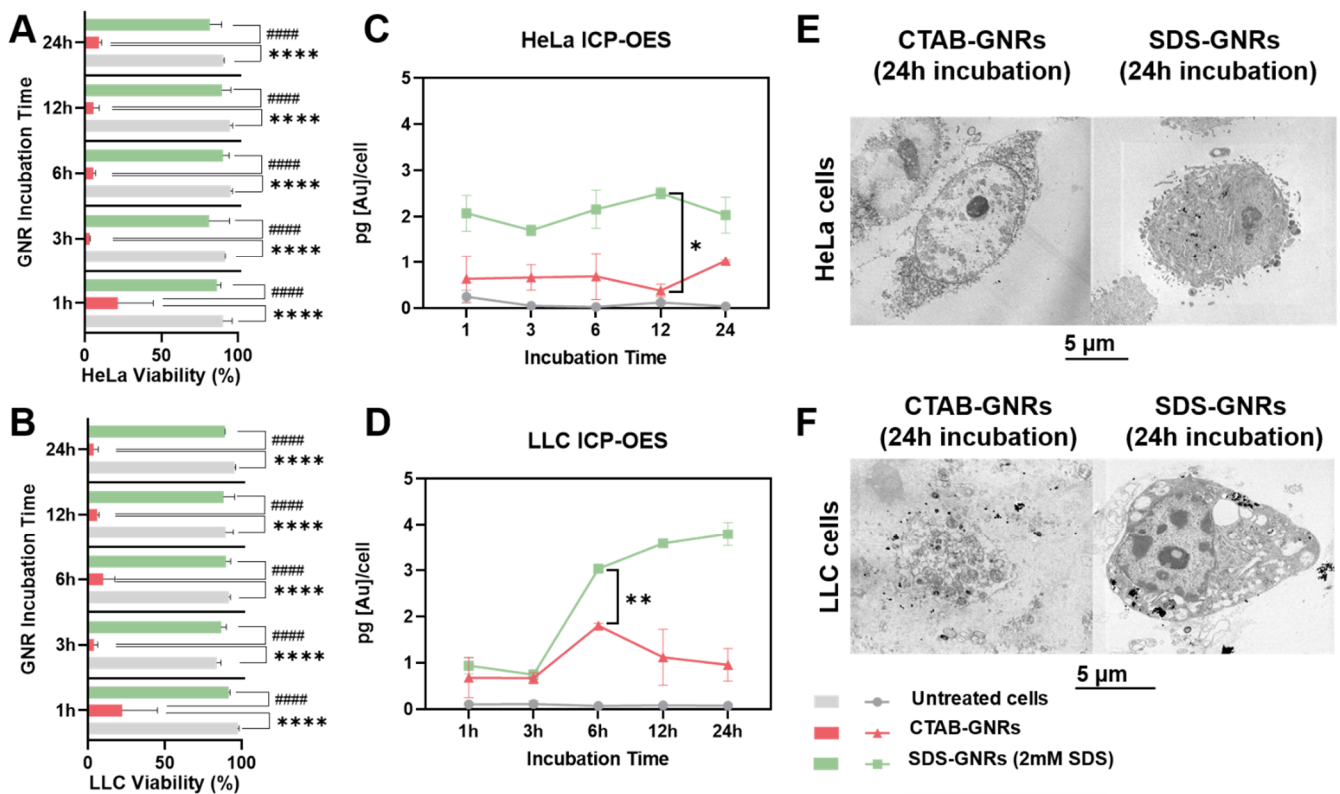 A
GNR Incubation Time
24h
####
****
12h
####
****
6h
####
****
3h
####
****
1h
####
****
0
50
100
HeLa Viability (%)
B
GNR Incubation Time
24h
####
****
12h
####
****
6h
####
****
3h
####
****
1h
####
****
0
50
100
LLC Viability (%)
C
HeLa ICP-OES
pg [Au]/cell
5
4
3
2
1
0
*
1
3
6
12
24
Incubation Time
D
LLC ICP-OES
pg [Au]/cell
5
4
3
2
1
0
**
1h
3h
6h
12h
24h
Incubation Time
E
CTAB-GNRs
(24h incubation)
SDS-GNRs
(24h incubation)
HeLa cells
5 µm
F
CTAB-GNRs
(24h incubation)
SDS-GNRs
(24h incubation)
LLC cells
5 µm
Untreated cells
CTAB-GNRs
SDS-GNRs (2mM SDS)